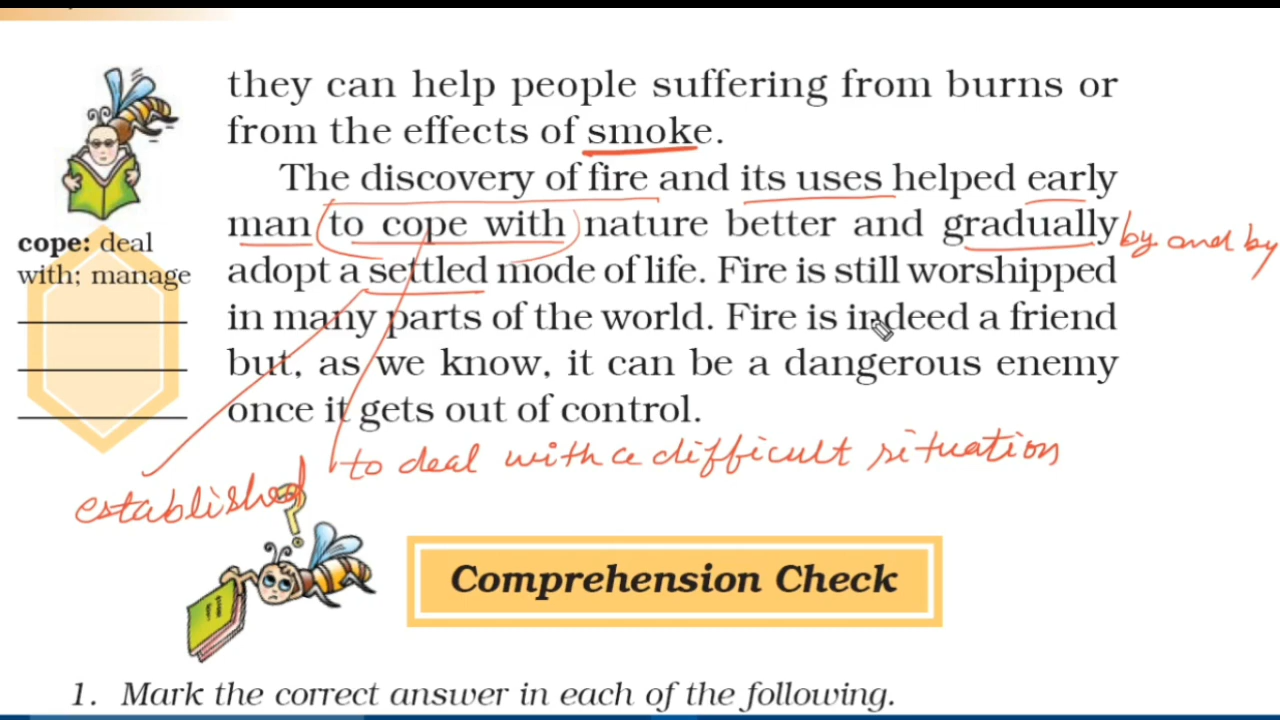 they can help people suffering from burns or
from the effects of smoke.
The discovery of fire and its uses helped early
man to cope with nature better and gradually
by and by
cope: deal
with; manage
adopt a settled mode of life. Fire is still worshipped
in many parts of the world. Fire is indeed a friend
but, as we know, it can be a dangerous enemy
once it gets out of control.
to deal with a difficult situation
established
?
Comprehension Check
1. Mark the correct answer in each of the following.